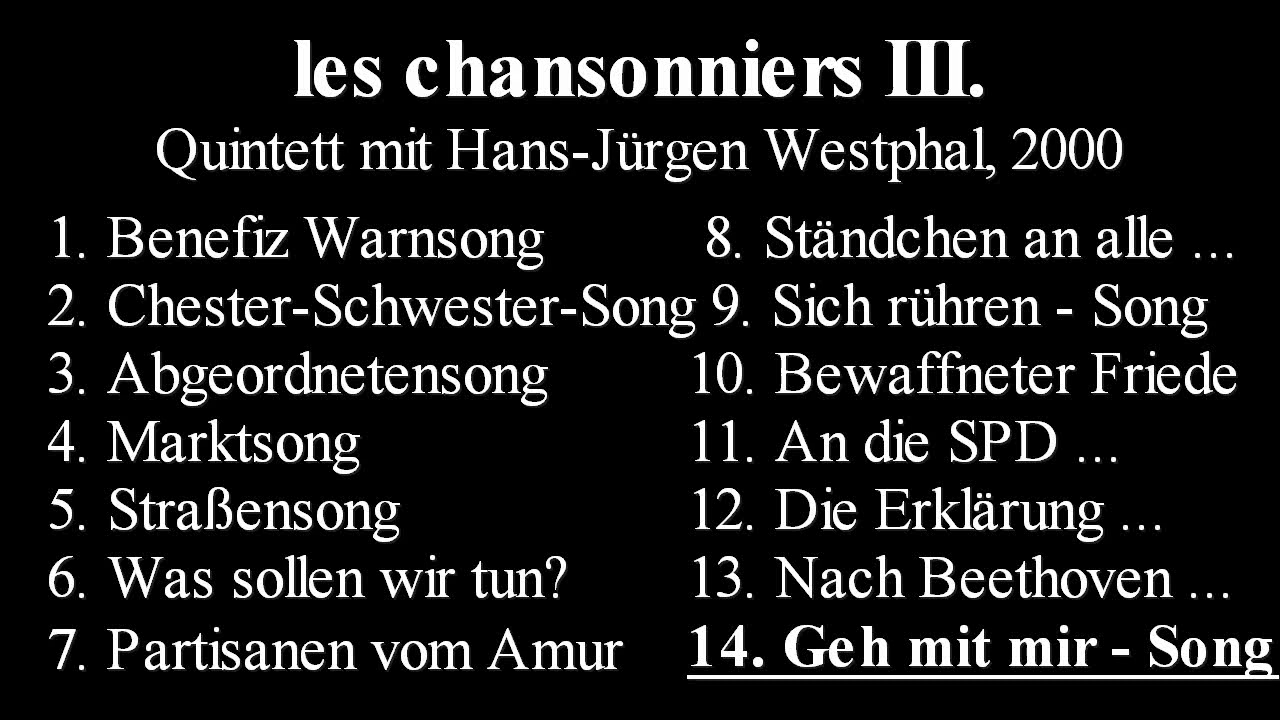 les chansonniers III.
Quintett mit Hans-Jürgen Westphal, 2000
1. Benefiz Warnsong
2. Chester-Schwester-Song
3. Abgeordnetensong
4. Marktsong
5. Straßensong
6. Was sollen wir tun?
7. Partisanen vom Amur
8. Ständchen an alle ...
9. Sich rühren - Song
10. Bewaffneter Friede
11. An die SPD ...
12. Die Erklärung ...
13. Nach Beethoven ...
14. Geh mit mir - Song